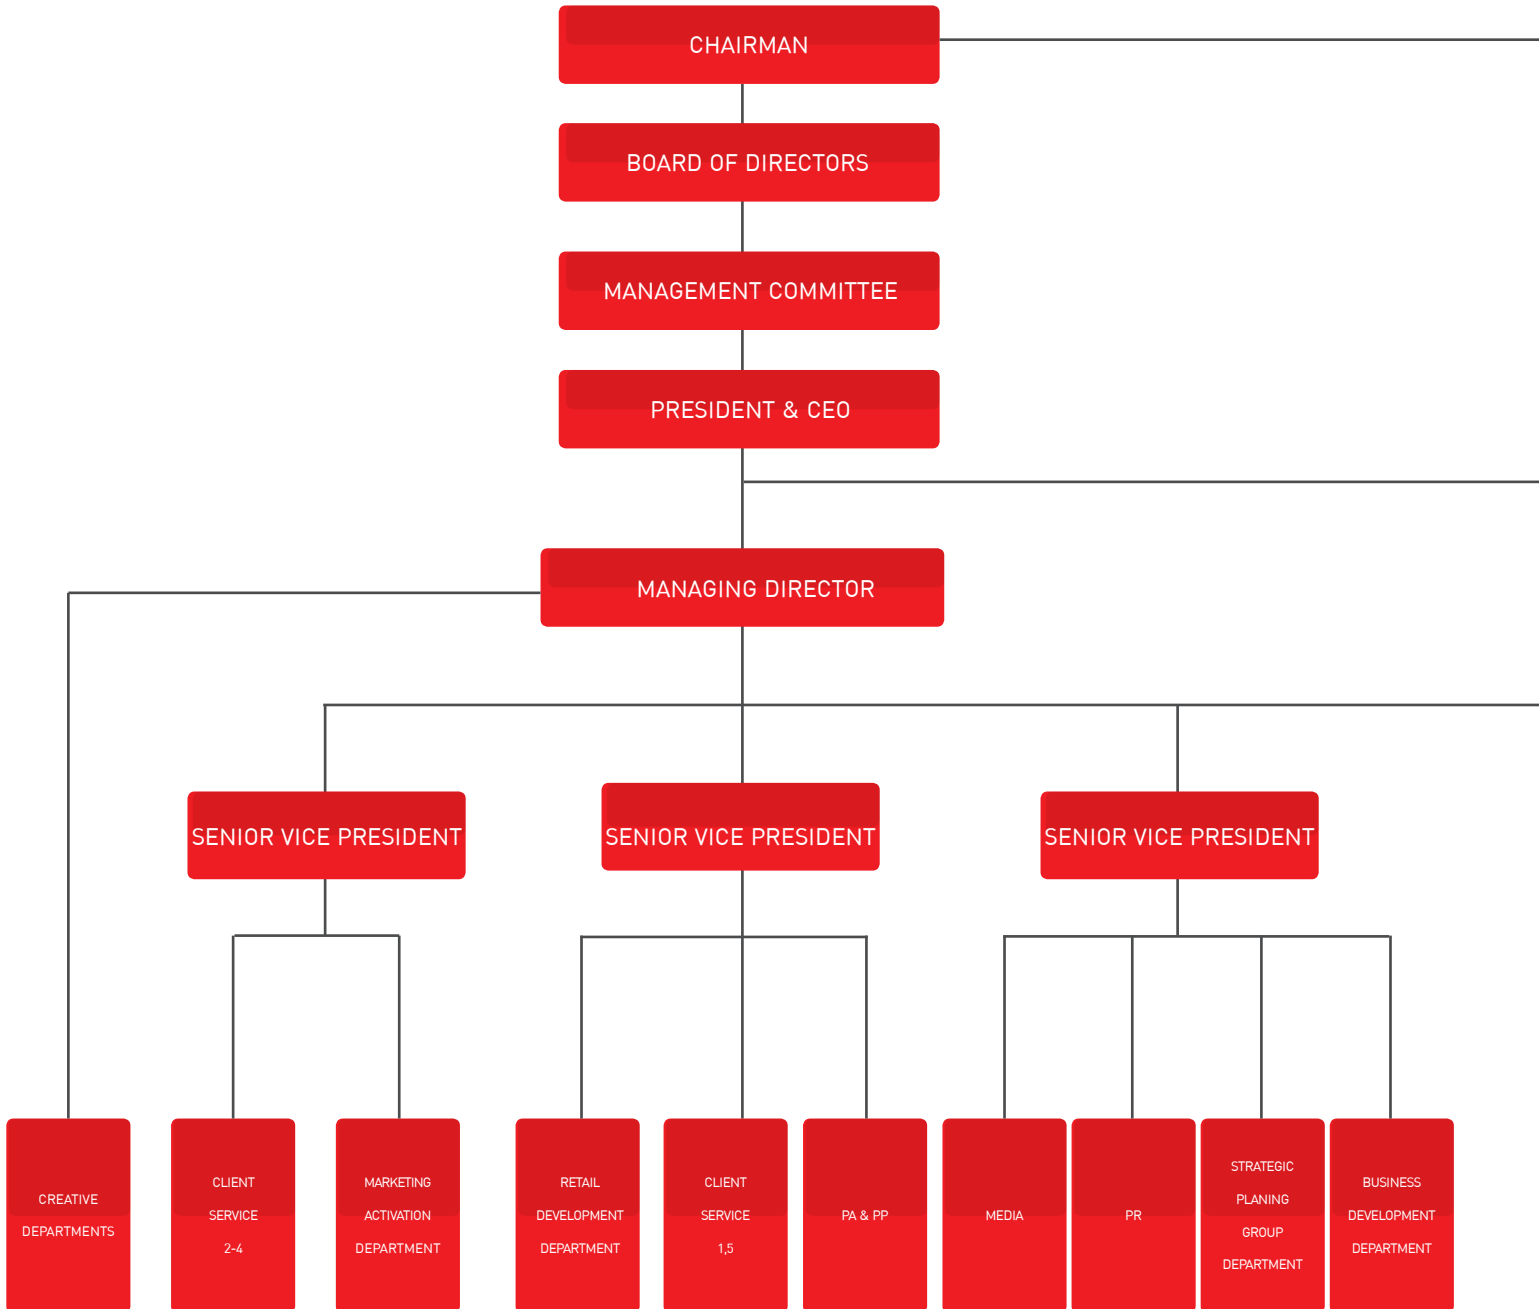 CHAIRMAN
BOARD OF DIRECTORS
MANAGEMENT COMMITTEE
PRESIDENT & CEO
MANAGING DIRECTOR
SENIOR VICE PRESIDENT
SENIOR VICE PRESIDENT
SENIOR VICE PRESIDENT
CREATIVE
DEPARTMENTS
CLIENT
SERVICE
2-4
MARKETING
ACTIVATION
DEPARTMENT
RETAIL
DEVELOPMENT
DEPARTMENT
CLIENT
SERVICE
1,5
PA & PP
MEDIA
PR
STRATEGIC
PLANING
GROUP
DEPARTMENT
BUSINESS
DEVELOPMENT
DEPARTMENT